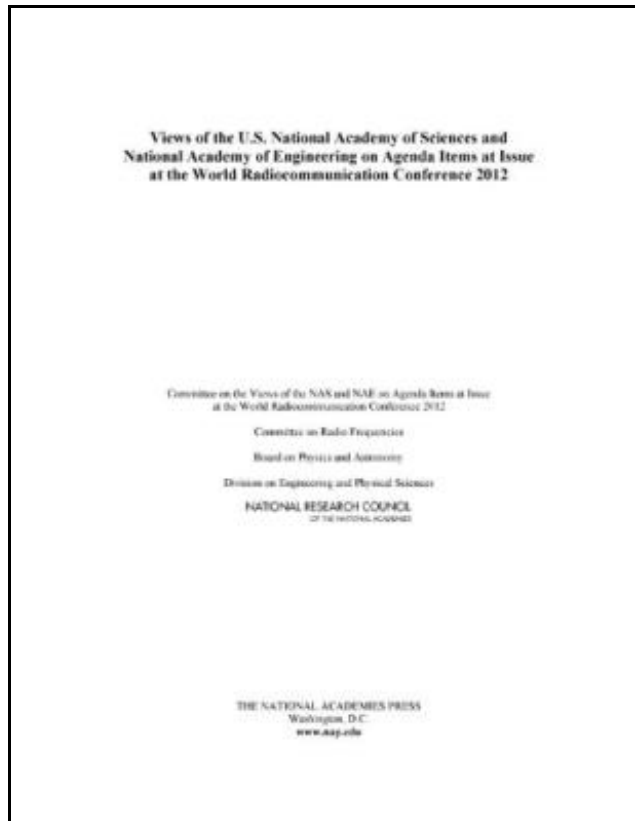 Views of the U.S. National Academy of Sciences and
National Academy of Engineering on Agenda Items at Issue
at the World Radiocommunication Conference 2012
Committee on the Views of the NAS and NAE on Agenda Items at Issue
at the World Radiocommunication Conference 2012
Committee on Radio Frequencies
Board on Physics and Astronomy
Division on Engineering and Physical Sciences
NATIONAL RESEARCH COUNCIL
OF THE NATIONAL ACADEMIES
THE NATIONAL ACADEMIES PRESS
Washington, D.C.
www.nap.edu